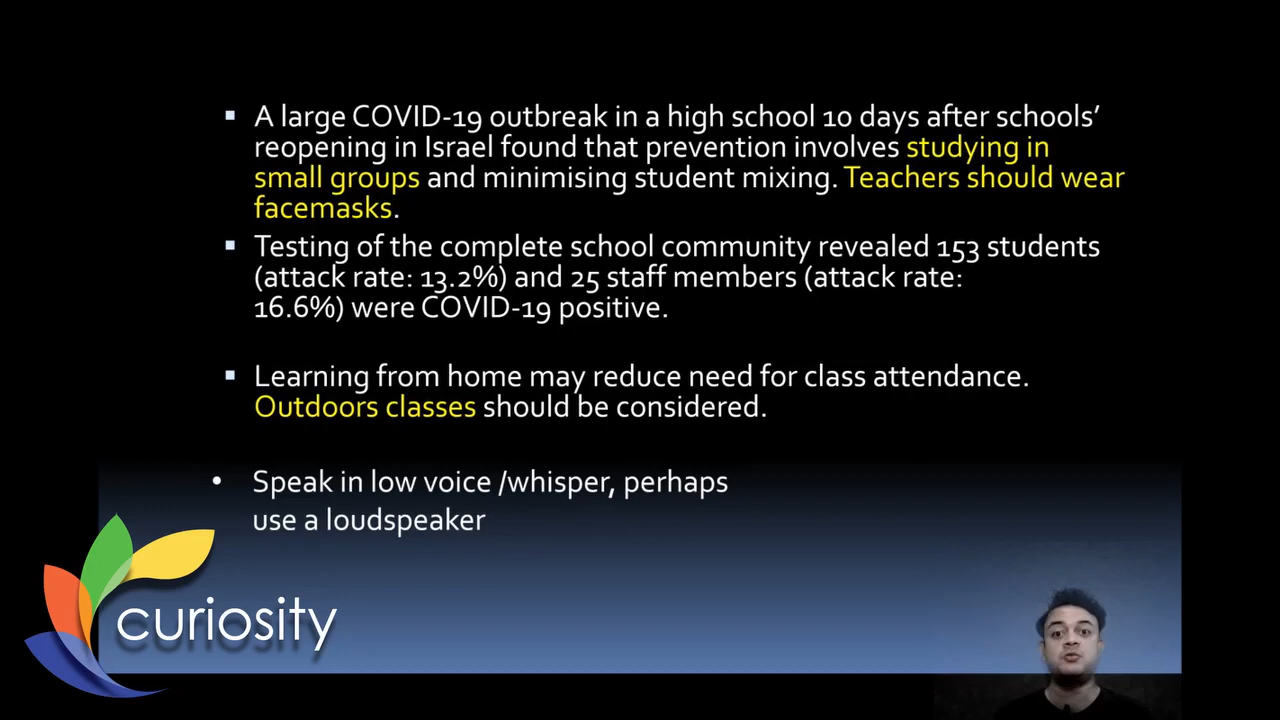 ▪ A large COVID-19 outbreak in a high school 10 days after schools’
reopening in Israel found that prevention involves studying in
small groups and minimising student mixing. Teachers should wear
facemasks.
▪ Testing of the complete school community revealed 153 students
(attack rate: 13.2%) and 25 staff members (attack rate:
16.6%) were COVID-19 positive.
▪ Learning from home may reduce need for class attendance.
Outdoors classes should be considered.
• Speak in low voice /whisper, perhaps
use a loudspeaker
curiosity